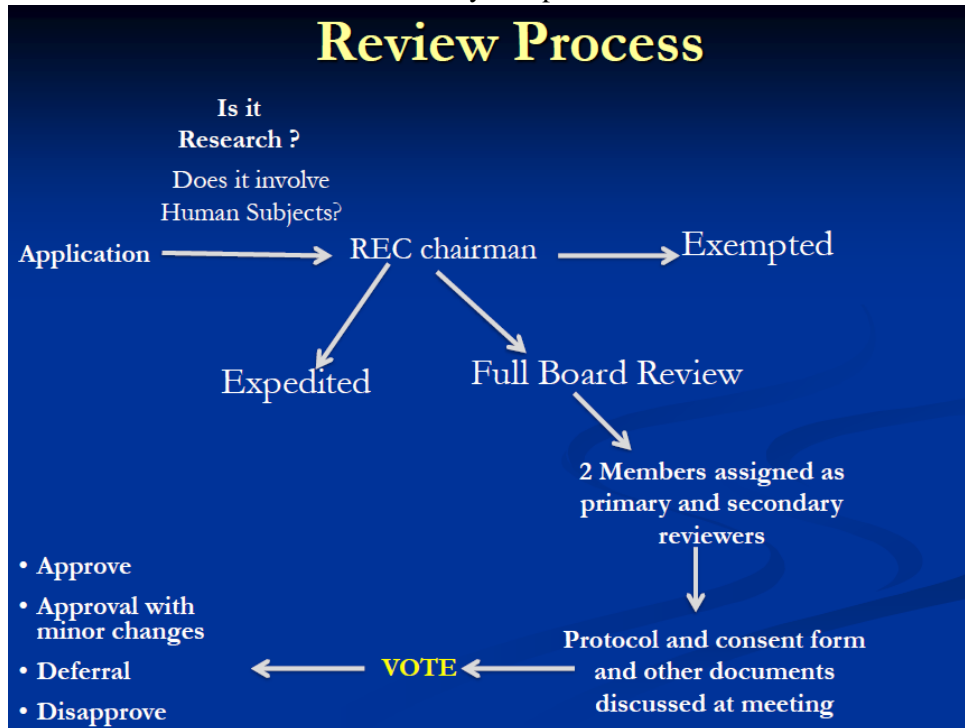 Review Process
Is it
Research ?
Does it involve
Human Subjects?
Application
REC chairman
Exempted
Expedited
Full Board Review
2 Members assigned as
primary and secondary
reviewers
Protocol and consent form
and other documents
discussed at meeting
VOTE
• Approve
• Approval with
minor changes
• Deferral
• Disapprove